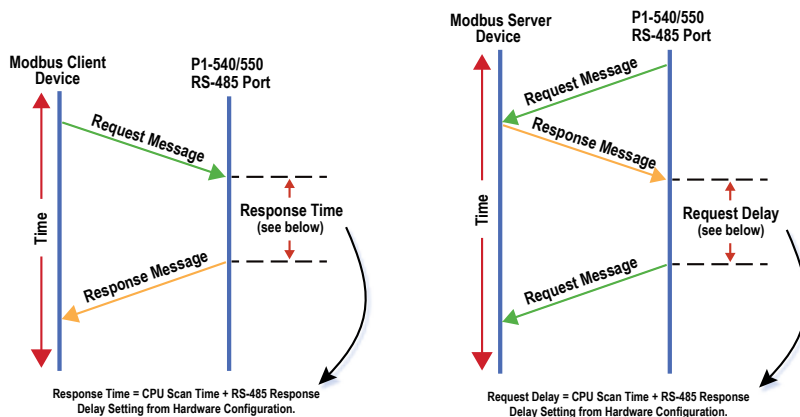 Modbus Client
Device
P1-540/550
RS-485 Port
Request Message
Time
Response Time
(see below)
Response Message
Response Time = CPU Scan Time + RS-485 Response
Delay Setting from Hardware Configuration.
Modbus Server
Device
P1-540/550
RS-485 Port
Request Message
Response Message
Time
Request Delay
(see below)
Request Message
Request Delay = CPU Scan Time + RS-485 Response
Delay Setting from Hardware Configuration.